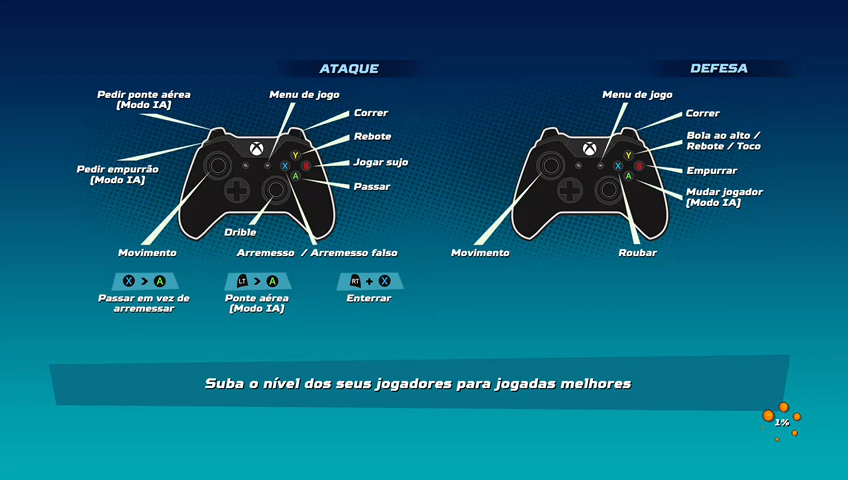 ATAQUE
Pedir ponte aérea
[Modo IA]
Menu de jogo
Correr
Rebote
Jogar sujo
Passar
Pedir empurrão
[Modo IA]
Y
X
B
A
Drible
Movimento
Arremesso / Arremesso falso
X > A
Passar em vez de
arremessar
LT > A
Ponte aérea
[Modo IA]
RT + X
Enterrar
DEFESA
Menu de jogo
Correr
Bola ao alto /
Rebote / Toco
Empurrar
Mudar jogador
[Modo IA]
Y
X
B
A
Movimento
Roubar
Suba o nível dos seus jogadores para jogadas melhores
1%